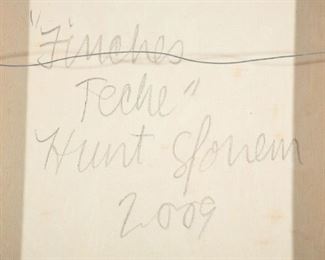 "Finches
Teche"
Hunt Slonem
2009